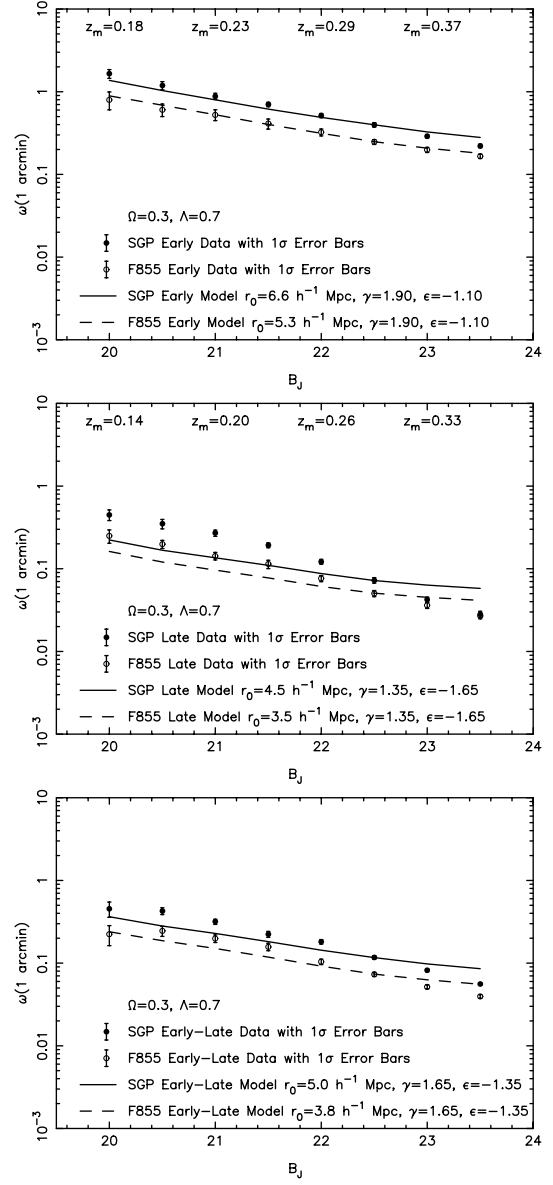 10
z_m=0.18 z_m=0.23 z_m=0.29 z_m=0.37
1
ω(1 arcmin)
0.1
Ω=0.3, Λ=0.7
SGP Early Data with 1σ Error Bars
F855 Early Data with 1σ Error Bars
0.01
SGP Early Model r₀=6.6 h⁻¹ Mpc, γ=1.90, ε=−1.10
F855 Early Model r₀=5.3 h⁻¹ Mpc, γ=1.90, ε=−1.10
10⁻³
20 21 22 23 24
B_J
10
z_m=0.14 z_m=0.20 z_m=0.26 z_m=0.33
1
ω(1 arcmin)
0.1
Ω=0.3, Λ=0.7
SGP Late Data with 1σ Error Bars
0.01
F855 Late Data with 1σ Error Bars
SGP Late Model r₀=4.5 h⁻¹ Mpc, γ=1.35, ε=−1.65
F855 Late Model r₀=3.5 h⁻¹ Mpc, γ=1.35, ε=−1.65
10⁻³
20 21 22 23 24
B_J
10
1
ω(1 arcmin)
0.1
Ω=0.3, Λ=0.7
SGP Early−Late Data with 1σ Error Bars
0.01
F855 Early−Late Data with 1σ Error Bars
SGP Early−Late Model r₀=5.0 h⁻¹ Mpc, γ=1.65, ε=−1.35
F855 Early−Late Model r₀=3.8 h⁻¹ Mpc, γ=1.65, ε=−1.35
10⁻³
20 21 22 23 24
B_J